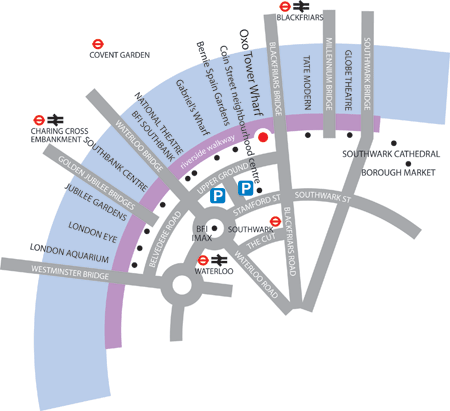 BLACKFRIARS
COVENT GARDEN
CHARING CROSS
EMBANKMENT
NATIONAL THEATRE
BFI SOUTHBANK
Gabriel's Wharf
Bernie Spain Gardens
Coin Street neighbourhood centre
Oxo Tower Wharf
BLACKFRIARS BRIDGE
TATE MODERN
MILLENNIUM BRIDGE
GLOBE THEATRE
SOUTHWARK BRIDGE
WATERLOO BRIDGE
riverside walkway
SOUTHWARK CATHEDRAL
BOROUGH MARKET
SOUTHBANK CENTRE
GOLDEN JUBILEE BRIDGES
JUBILEE GARDENS
UPPER GROUND
P
P
STAMFORD ST
SOUTHWARK ST
LONDON EYE
BELVEDERE ROAD
BFI
IMAX
SOUTHWARK
THE CUT
BLACKFRIARS ROAD
LONDON AQUARIUM
WESTMINSTER BRIDGE
WATERLOO
WATERLOO ROAD